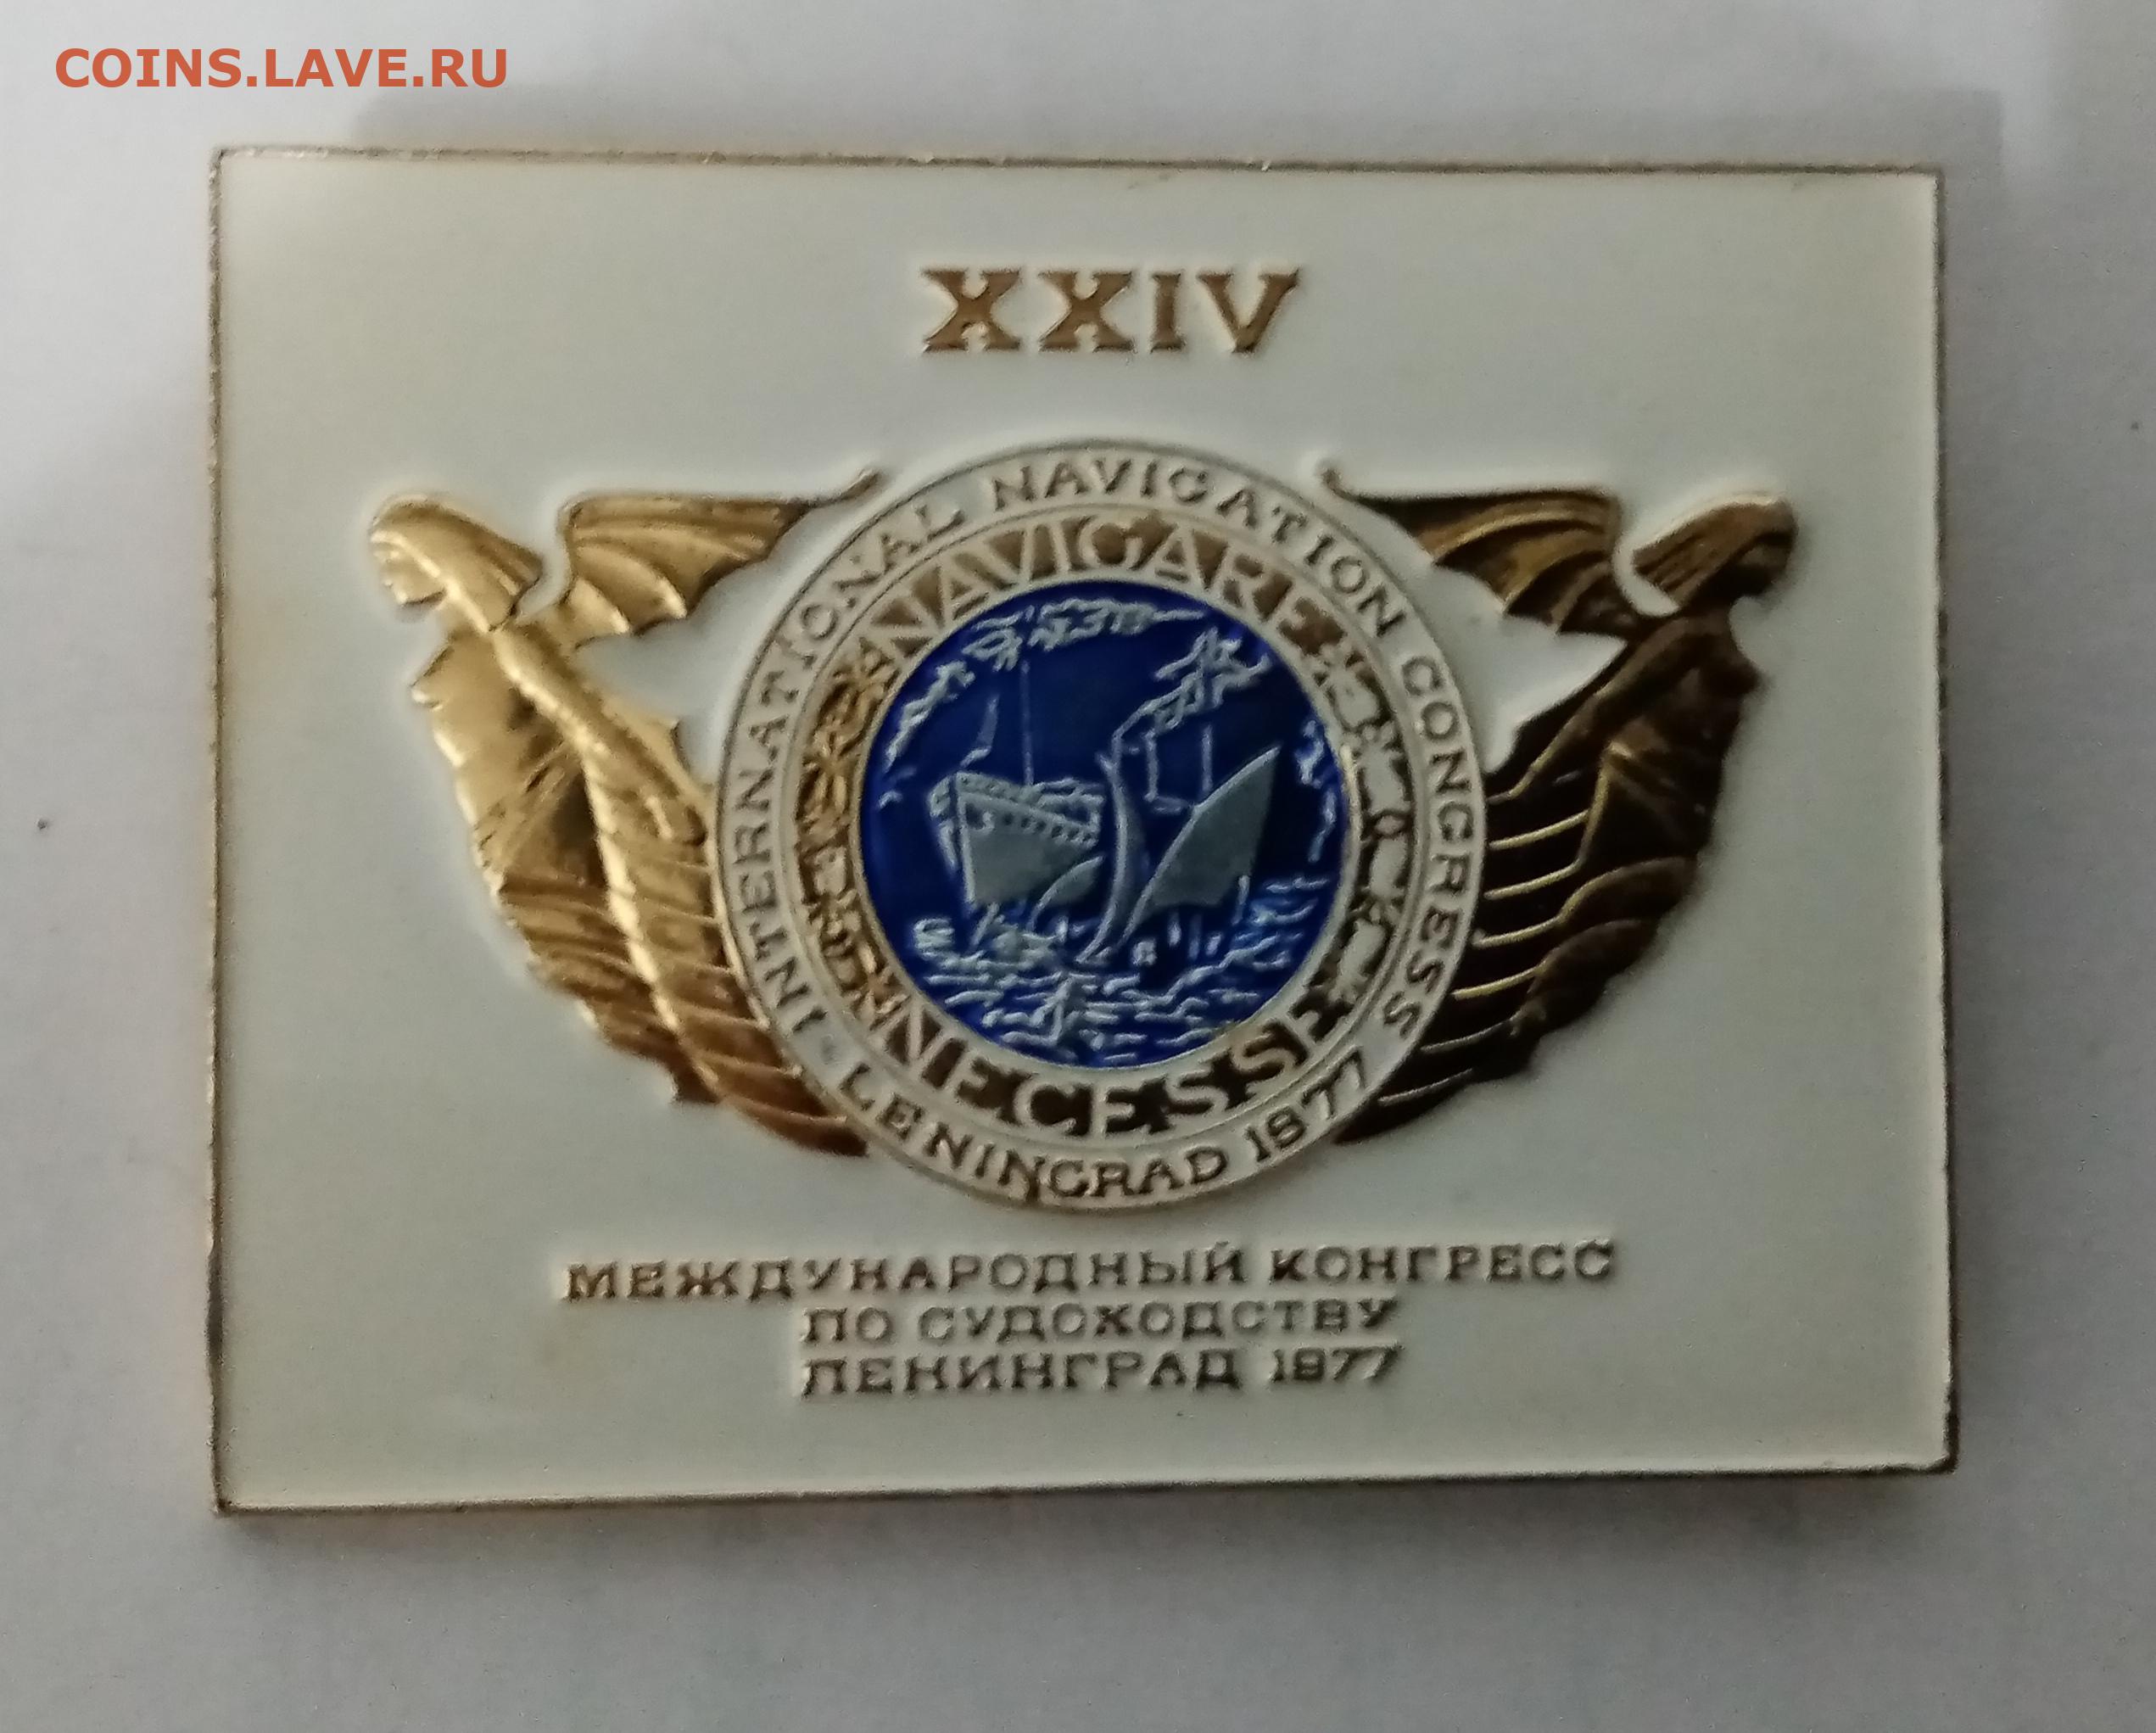 COINS.LAVE.RU
XXIV
INTERNATIONAL NAVIGATION CONGRESS
NAVIGARE
NECESSE
LENINGRAD 1977
МЕЖДУНАРОДНЫЙ КОНГРЕСС
ПО СУДОХОДСТВУ
ЛЕНИНГРАД 1977